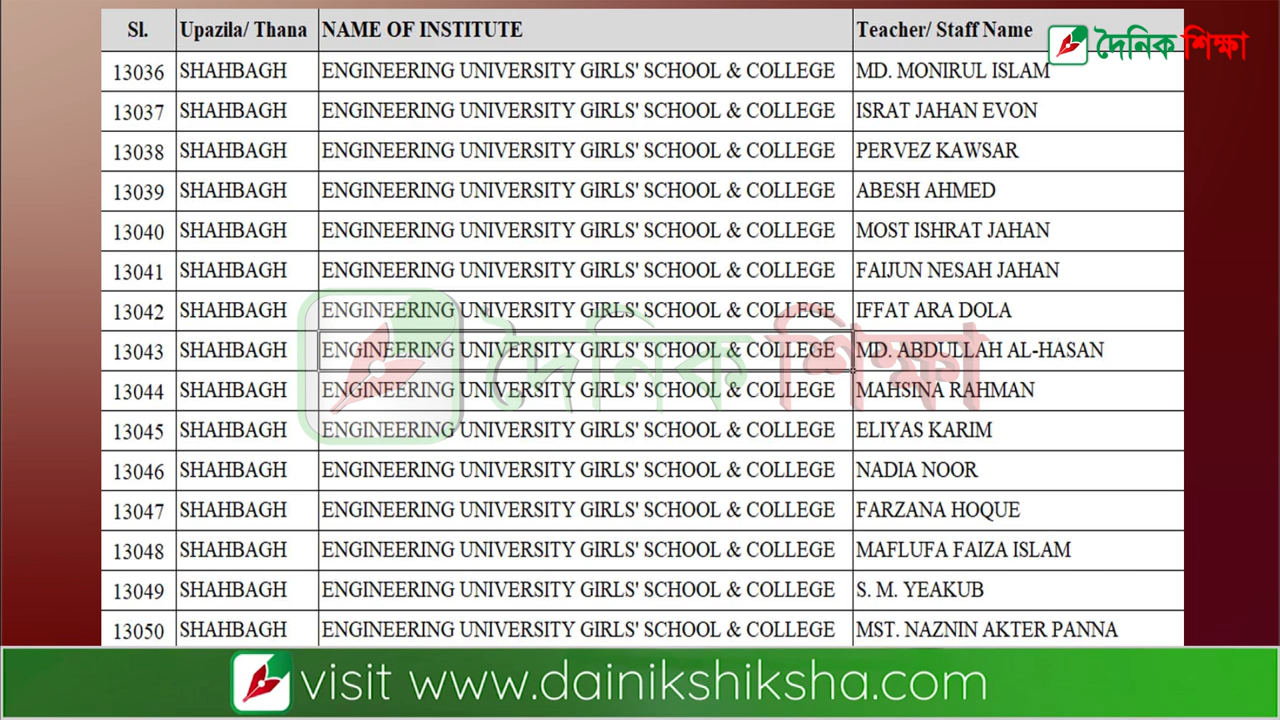 Sl. Upazila/ Thana NAME OF INSTITUTE Teacher/ Staff Name
দৈনিক শিক্ষা
13036 SHAHBAGH ENGINEERING UNIVERSITY GIRLS' SCHOOL & COLLEGE MD. MONIRUL ISLAM
13037 SHAHBAGH ENGINEERING UNIVERSITY GIRLS' SCHOOL & COLLEGE ISRAT JAHAN EVON
13038 SHAHBAGH ENGINEERING UNIVERSITY GIRLS' SCHOOL & COLLEGE PERVEZ KAWSAR
13039 SHAHBAGH ENGINEERING UNIVERSITY GIRLS' SCHOOL & COLLEGE ABESH AHMED
13040 SHAHBAGH ENGINEERING UNIVERSITY GIRLS' SCHOOL & COLLEGE MOST ISHRAT JAHAN
13041 SHAHBAGH ENGINEERING UNIVERSITY GIRLS' SCHOOL & COLLEGE FAIJUN NESAH JAHAN
13042 SHAHBAGH ENGINEERING UNIVERSITY GIRLS' SCHOOL & COLLEGE IFFAT ARA DOLA
13043 SHAHBAGH ENGINEERING UNIVERSITY GIRLS' SCHOOL & COLLEGE MD. ABDULLAH AL-HASAN
দৈনিক শিক্ষা
13044 SHAHBAGH ENGINEERING UNIVERSITY GIRLS' SCHOOL & COLLEGE MAHSINA RAHMAN
13045 SHAHBAGH ENGINEERING UNIVERSITY GIRLS' SCHOOL & COLLEGE ELIYAS KARIM
13046 SHAHBAGH ENGINEERING UNIVERSITY GIRLS' SCHOOL & COLLEGE NADIA NOOR
13047 SHAHBAGH ENGINEERING UNIVERSITY GIRLS' SCHOOL & COLLEGE FARZANA HOQUE
13048 SHAHBAGH ENGINEERING UNIVERSITY GIRLS' SCHOOL & COLLEGE MAFLUFA FAIZA ISLAM
13049 SHAHBAGH ENGINEERING UNIVERSITY GIRLS' SCHOOL & COLLEGE S. M. YEAKUB
13050 SHAHBAGH ENGINEERING UNIVERSITY GIRLS' SCHOOL & COLLEGE MST. NAZNIN AKTER PANNA
visit www.dainikshiksha.com